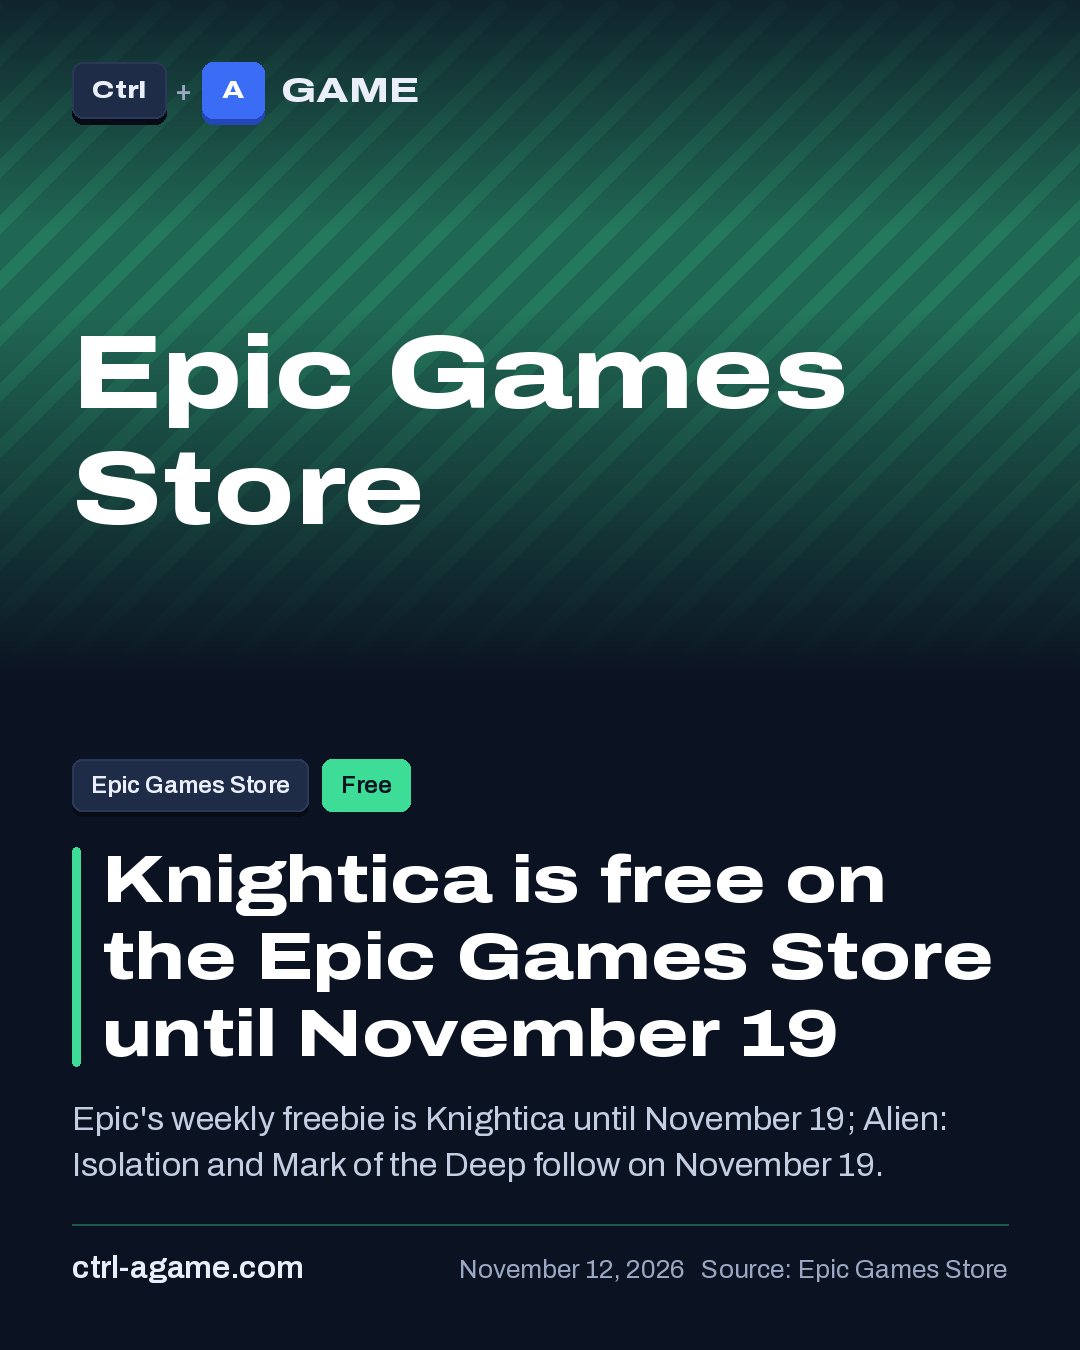 Ctrl + A GAME
Epic Games
Store
Epic Games Store Free
Knightica is free on
the Epic Games Store
until November 19
Epic's weekly freebie is Knightica until November 19; Alien:
Isolation and Mark of the Deep follow on November 19.
ctrl-agame.com November 12, 2026 Source: Epic Games Store